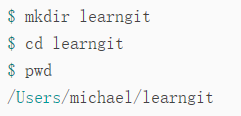 $ mkdir learngit
$ cd learngit
$ pwd
/Users/michael/learngit